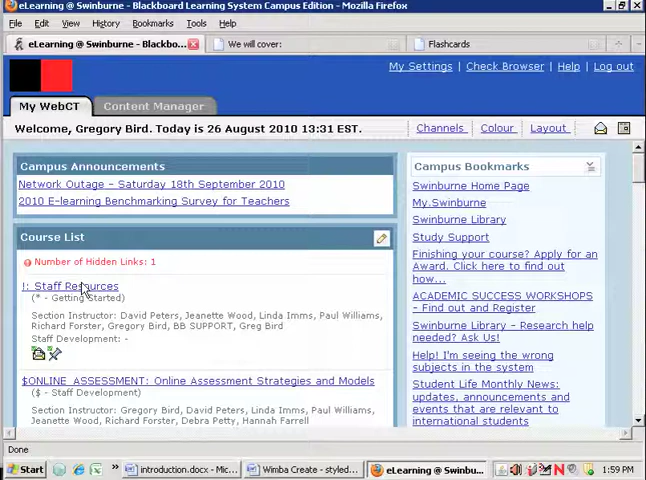 eLearning @ Swinburne - Blackboard Learning System Campus Edition - Mozilla Firefox
File Edit View History Bookmarks Tools Help
eLearning @ Swinburne - Blackbo...
We will cover:
Flashcards
My Settings | Check Browser | Help | Log out
My WebCT
Content Manager
Welcome, Gregory Bird. Today is 26 August 2010 13:31 EST.
Channels
Colour
Layout
Campus Announcements
Network Outage - Saturday 18th September 2010
2010 E-learning Benchmarking Survey for Teachers
Course List
Number of Hidden Links: 1
!: Staff Resources
(* - Getting Started)
Section Instructor: David Peters, Jeanette Wood, Linda Imms, Paul Williams,
Richard Forster, Gregory Bird, BB SUPPORT, Greg Bird
Staff Development: -
$ONLINE_ASSESSMENT: Online Assessment Strategies and Models
($ - Staff Development)
Section Instructor: Gregory Bird, David Peters, Linda Imms, Paul Williams,
Jeanette Wood, Richard Forster, Debra Petty, Hannah Farrell
Campus Bookmarks
Swinburne Home Page
My.Swinburne
Swinburne Library
Study Support
Finishing your course? Apply for an
Award. Click here to find out
how...
ACADEMIC SUCCESS WORKSHOPS
- Find out and Register
Swinburne Library - Research help
needed? Ask Us!
Help! I'm seeing the wrong
subjects in the system
Student Life Monthly News:
updates, announcements and
events that are relevant to
international students
Done
Start
introduction.docx - Mic...
Wimba Create - styled...
eLearning @ Swinbu...
1:59 PM